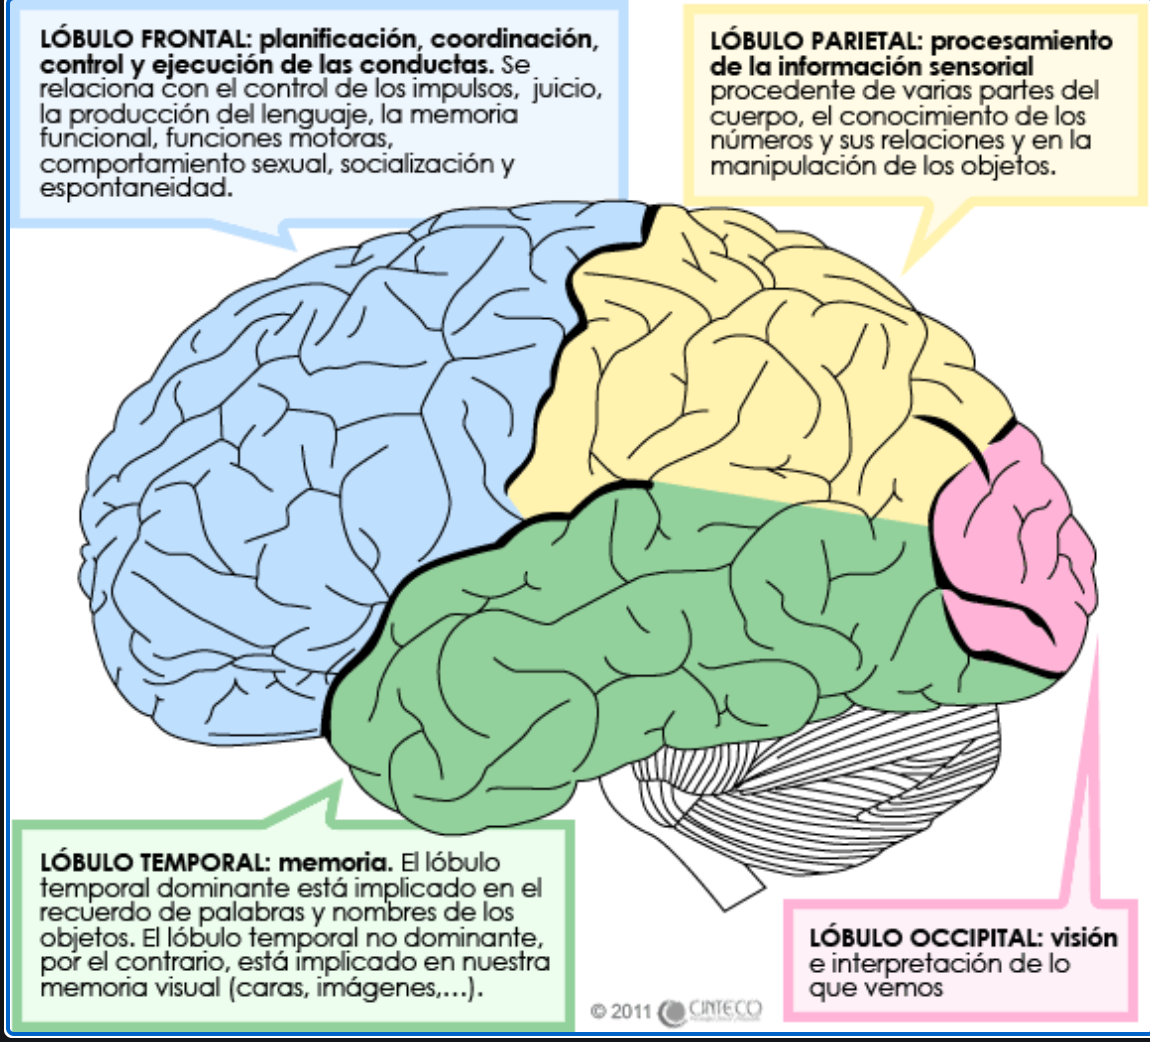 LÓBULO FRONTAL: planificación, coordinación,
control y ejecución de las conductas. Se
relaciona con el control de los impulsos, juicio,
la producción del lenguaje, la memoria
funcional, funciones motoras,
comportamiento sexual, socialización y
espontaneidad.
LÓBULO PARIETAL: procesamiento
de la información sensorial
procedente de varias partes del
cuerpo, el conocimiento de los
números y sus relaciones y en la
manipulación de los objetos.
LÓBULO TEMPORAL: memoria. El lóbulo
temporal dominante está implicado en el
recuerdo de palabras y nombres de los
objetos. El lóbulo temporal no dominante,
por el contrario, está implicado en nuestra
memoria visual (caras, imágenes,...).
LÓBULO OCCIPITAL: visión
e interpretación de lo
que vemos
© 2011 CINTECO